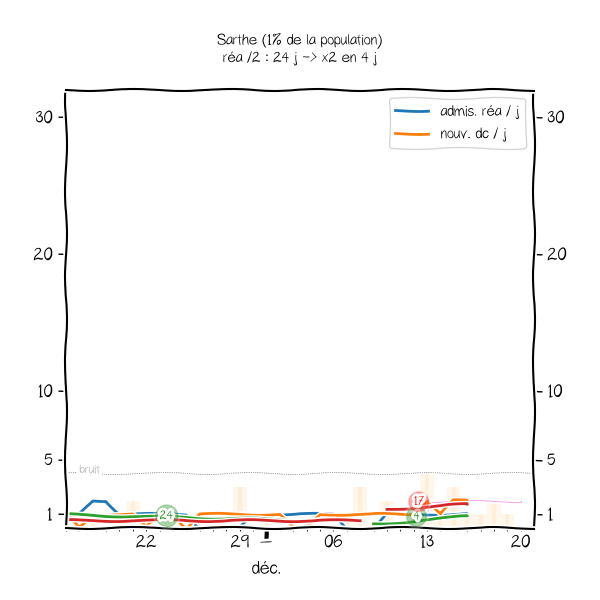 Sarthe (1% de la population)
réa /2 : 24 j -> x2 en 4 j
admis. réa / j
nouv. dc / j
30 30
20 20
10 10
5 5
bruit
17
24 4
1 1
22 29 06 13 20
déc.